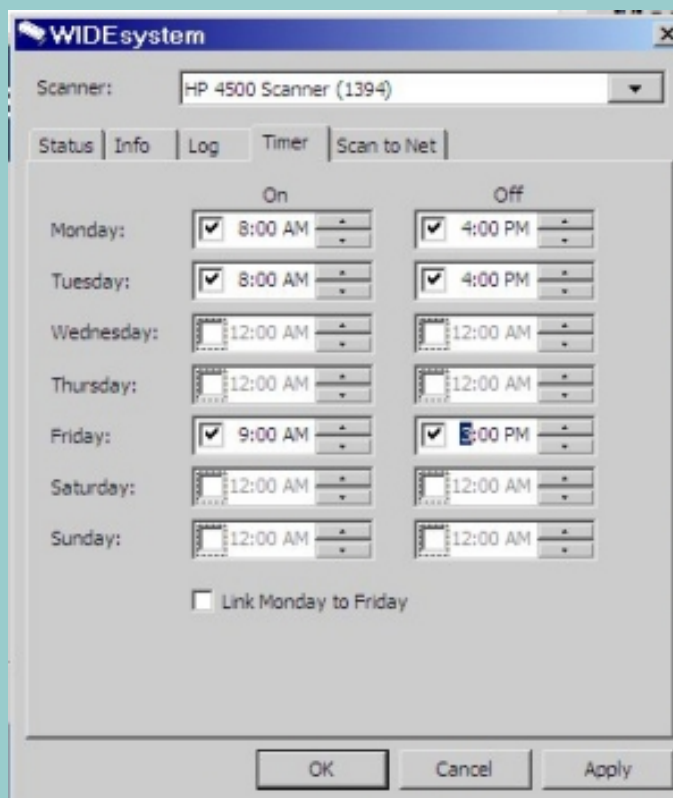 WIDEsystem
Scanner: HP 4500 Scanner (1394)
Status Info Log Timer Scan to Net
On Off
Monday: 8:00 AM 4:00 PM
Tuesday: 8:00 AM 4:00 PM
Wednesday: 12:00 AM 12:00 AM
Thursday: 12:00 AM 12:00 AM
Friday: 9:00 AM 3:00 PM
Saturday: 12:00 AM 12:00 AM
Sunday: 12:00 AM 12:00 AM
Link Monday to Friday
OK Cancel Apply